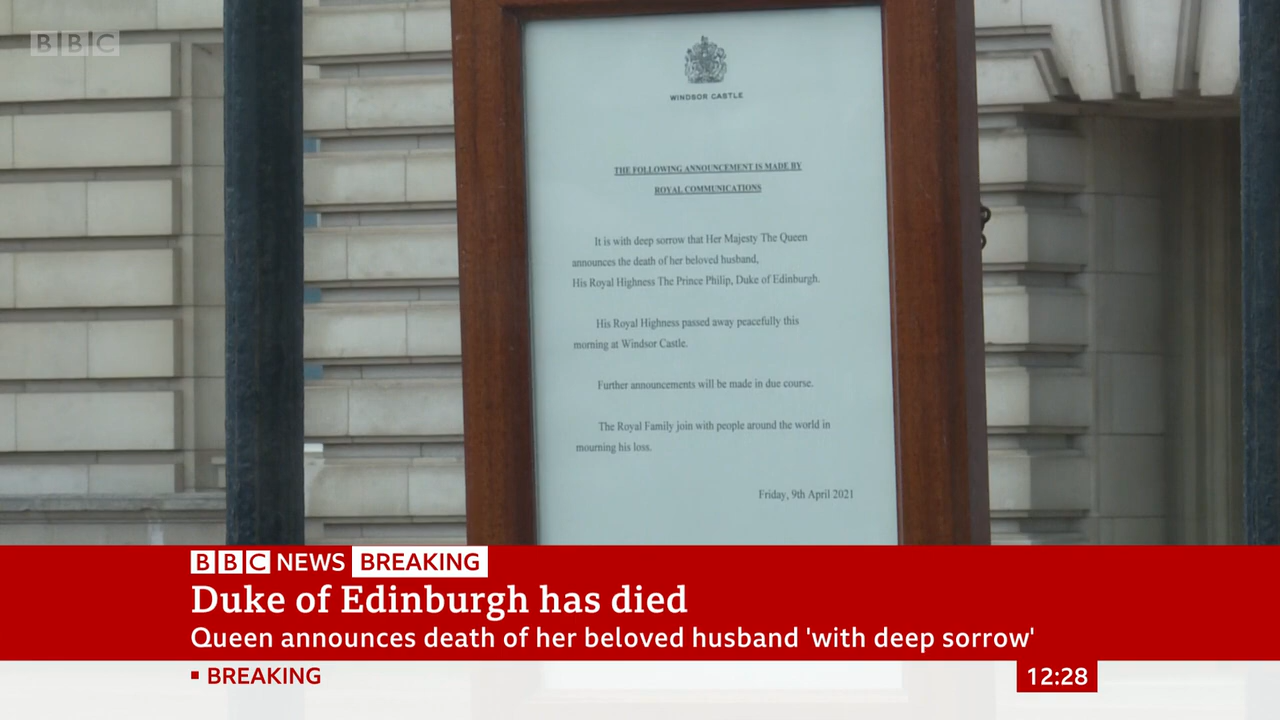 BBC
WINDSOR CASTLE
THE FOLLOWING ANNOUNCEMENT IS MADE BY
ROYAL COMMUNICATIONS
It is with deep sorrow that Her Majesty The Queen
announces the death of her beloved husband,
His Royal Highness The Prince Philip, Duke of Edinburgh.
His Royal Highness passed away peacefully this
morning at Windsor Castle.
Further announcements will be made in due course.
The Royal Family join with people around the world in
mourning his loss.
Friday, 9th April 2021
BBC NEWS BREAKING
Duke of Edinburgh has died
Queen announces death of her beloved husband 'with deep sorrow'
BREAKING
12:28